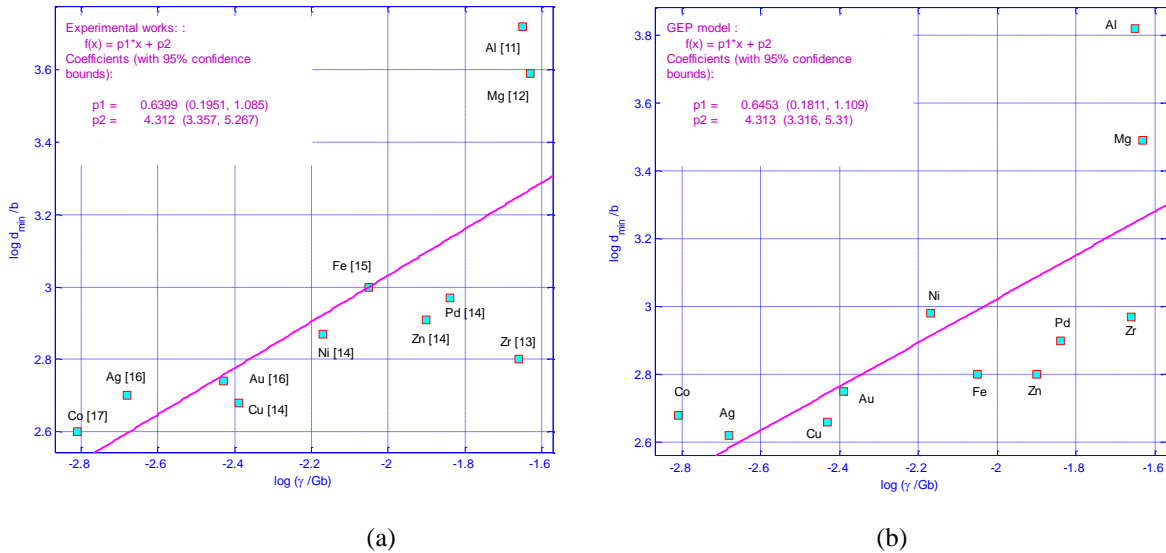 Experimental works: :
f(x) = p1*x + p2
Coefficients (with 95% confidence
bounds):
p1 = 0.6399 (0.1951, 1.085)
p2 = 4.312 (3.357, 5.267)
Al [11]
Mg [12]
Fe [15]
Pd [14]
Zn [14]
Zr [13]
Ni [14]
Ag [16]
Au [16]
Cu [14]
Co [17]
3.6
3.4
3.2
3
2.8
2.6
log d_min /b
-2.8 -2.6 -2.4 -2.2 -2 -1.8 -1.6
log (γ /Gb)
(a)
GEP model :
f(x) = p1*x + p2
Coefficients (with 95% confidence
bounds):
p1 = 0.6453 (0.1811, 1.109)
p2 = 4.313 (3.316, 5.31)
Al
Mg
Ni
Pd
Zr
Fe
Zn
Co
Au
Ag
Cu
3.8
3.6
3.4
3.2
3
2.8
2.6
log d_min /b
-2.8 -2.6 -2.4 -2.2 -2 -1.8 -1.6
log (γ /Gb)
(b)